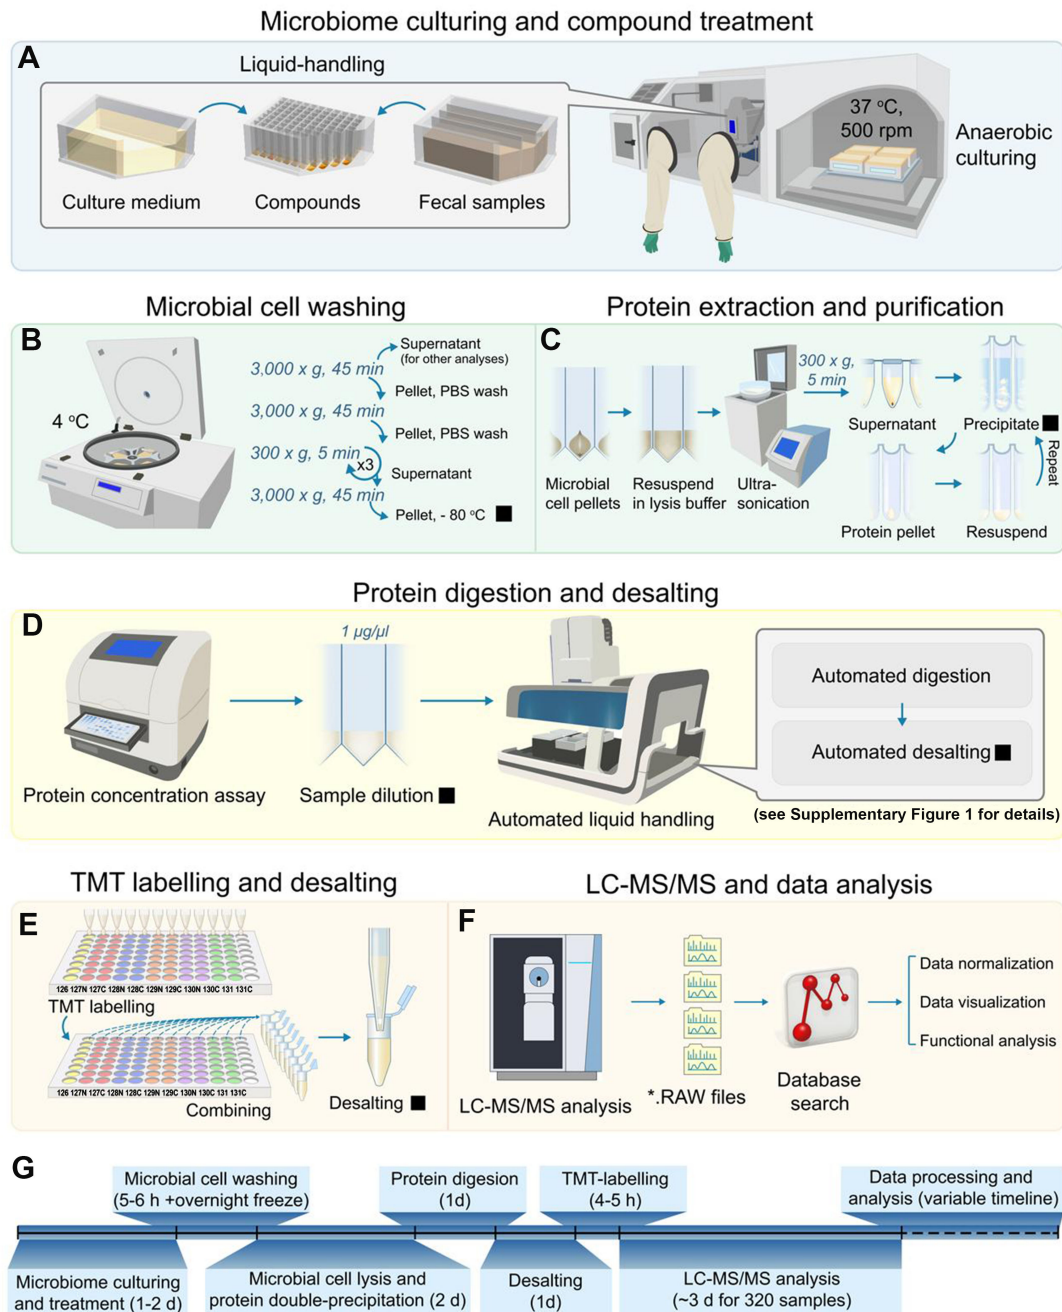 Microbiome culturing and compound treatment
A
Liquid-handling
Culture medium
Compounds
Fecal samples
37 °C,
500 rpm
Anaerobic
culturing
Microbial cell washing
B
4 °C
3,000 x g, 45 min
Supernatant
(for other analyses)
Pellet, PBS wash
3,000 x g, 45 min
Pellet, PBS wash
300 x g, 5 min
x3
Supernatant
3,000 x g, 45 min
Pellet, - 80 °C
Protein extraction and purification
C
Microbial
cell pellets
Resuspend
in lysis buffer
Ultra-
sonication
300 x g,
5 min
Supernatant
Precipitate
Repeat
Protein pellet
Resuspend
Protein digestion and desalting
D
Protein concentration assay
1 µg/µl
Sample dilution
Automated liquid handling
Automated digestion
Automated desalting
(see Supplementary Figure 1 for details)
TMT labelling and desalting
E
126 127N 127C 128N 128C 129N 129C 130N 130C 131 131C
TMT labelling
126 127N 127C 128N 128C 129N 129C 130N 130C 131 131C
Combining
Desalting
LC-MS/MS and data analysis
F
LC-MS/MS analysis
*.RAW files
Database
search
Data normalization
Data visualization
Functional analysis
G
Microbial cell washing
(5-6 h +overnight freeze)
Protein digesion
(1d)
TMT-labelling
(4-5 h)
Data processing and
analysis (variable timeline)
Microbiome culturing
and treatment (1-2 d)
Microbial cell lysis and
protein double-precipitation (2 d)
Desalting
(1d)
LC-MS/MS analysis
(~3 d for 320 samples)